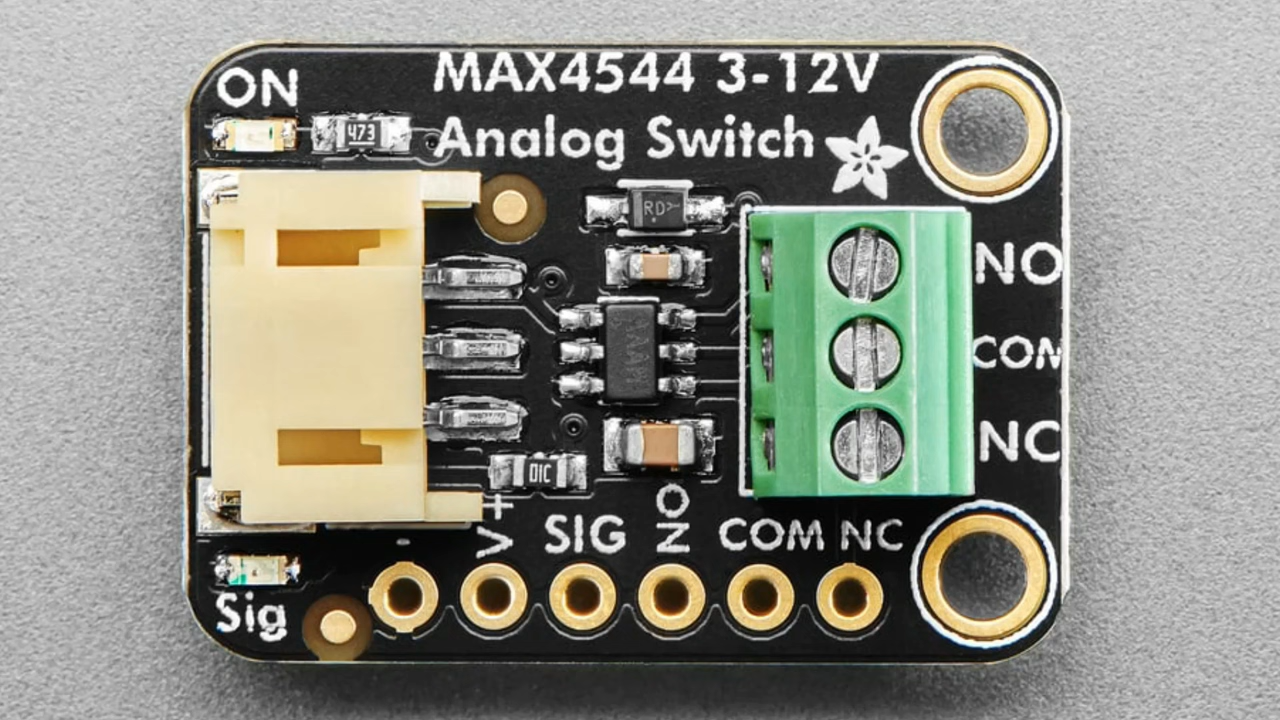 ON
MAX4544 3-12V
Analog Switch
473
RD
NO
COM
NC
01C
V+
SIG
NO
COM
NC
Sig